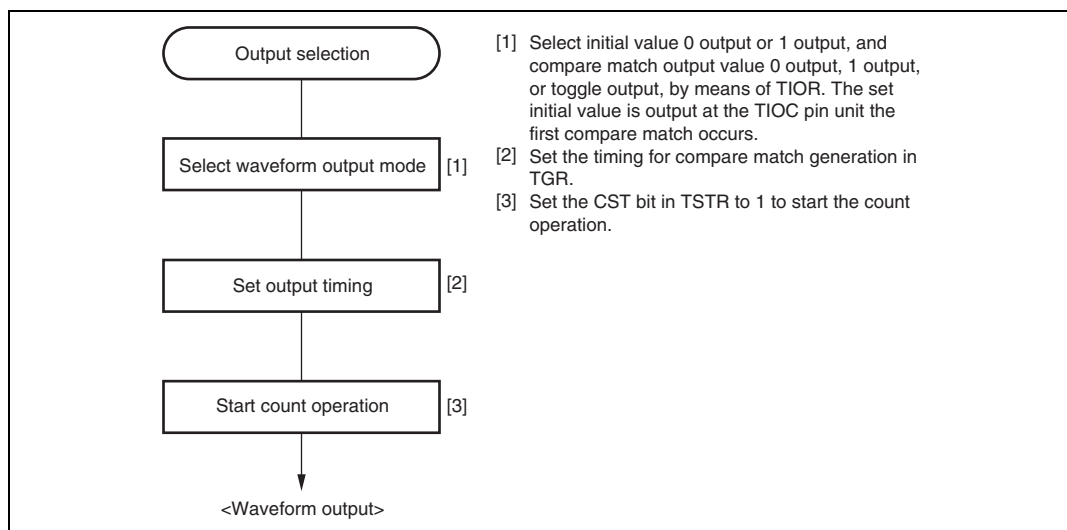 Output selection
Select waveform output mode
[1]
Set output timing
[2]
Start count operation
[3]
<Waveform output>
[1] Select initial value 0 output or 1 output, and
compare match output value 0 output, 1 output,
or toggle output, by means of TIOR. The set
initial value is output at the TIOC pin unit the
first compare match occurs.
[2] Set the timing for compare match generation in
TGR.
[3] Set the CST bit in TSTR to 1 to start the count
operation.